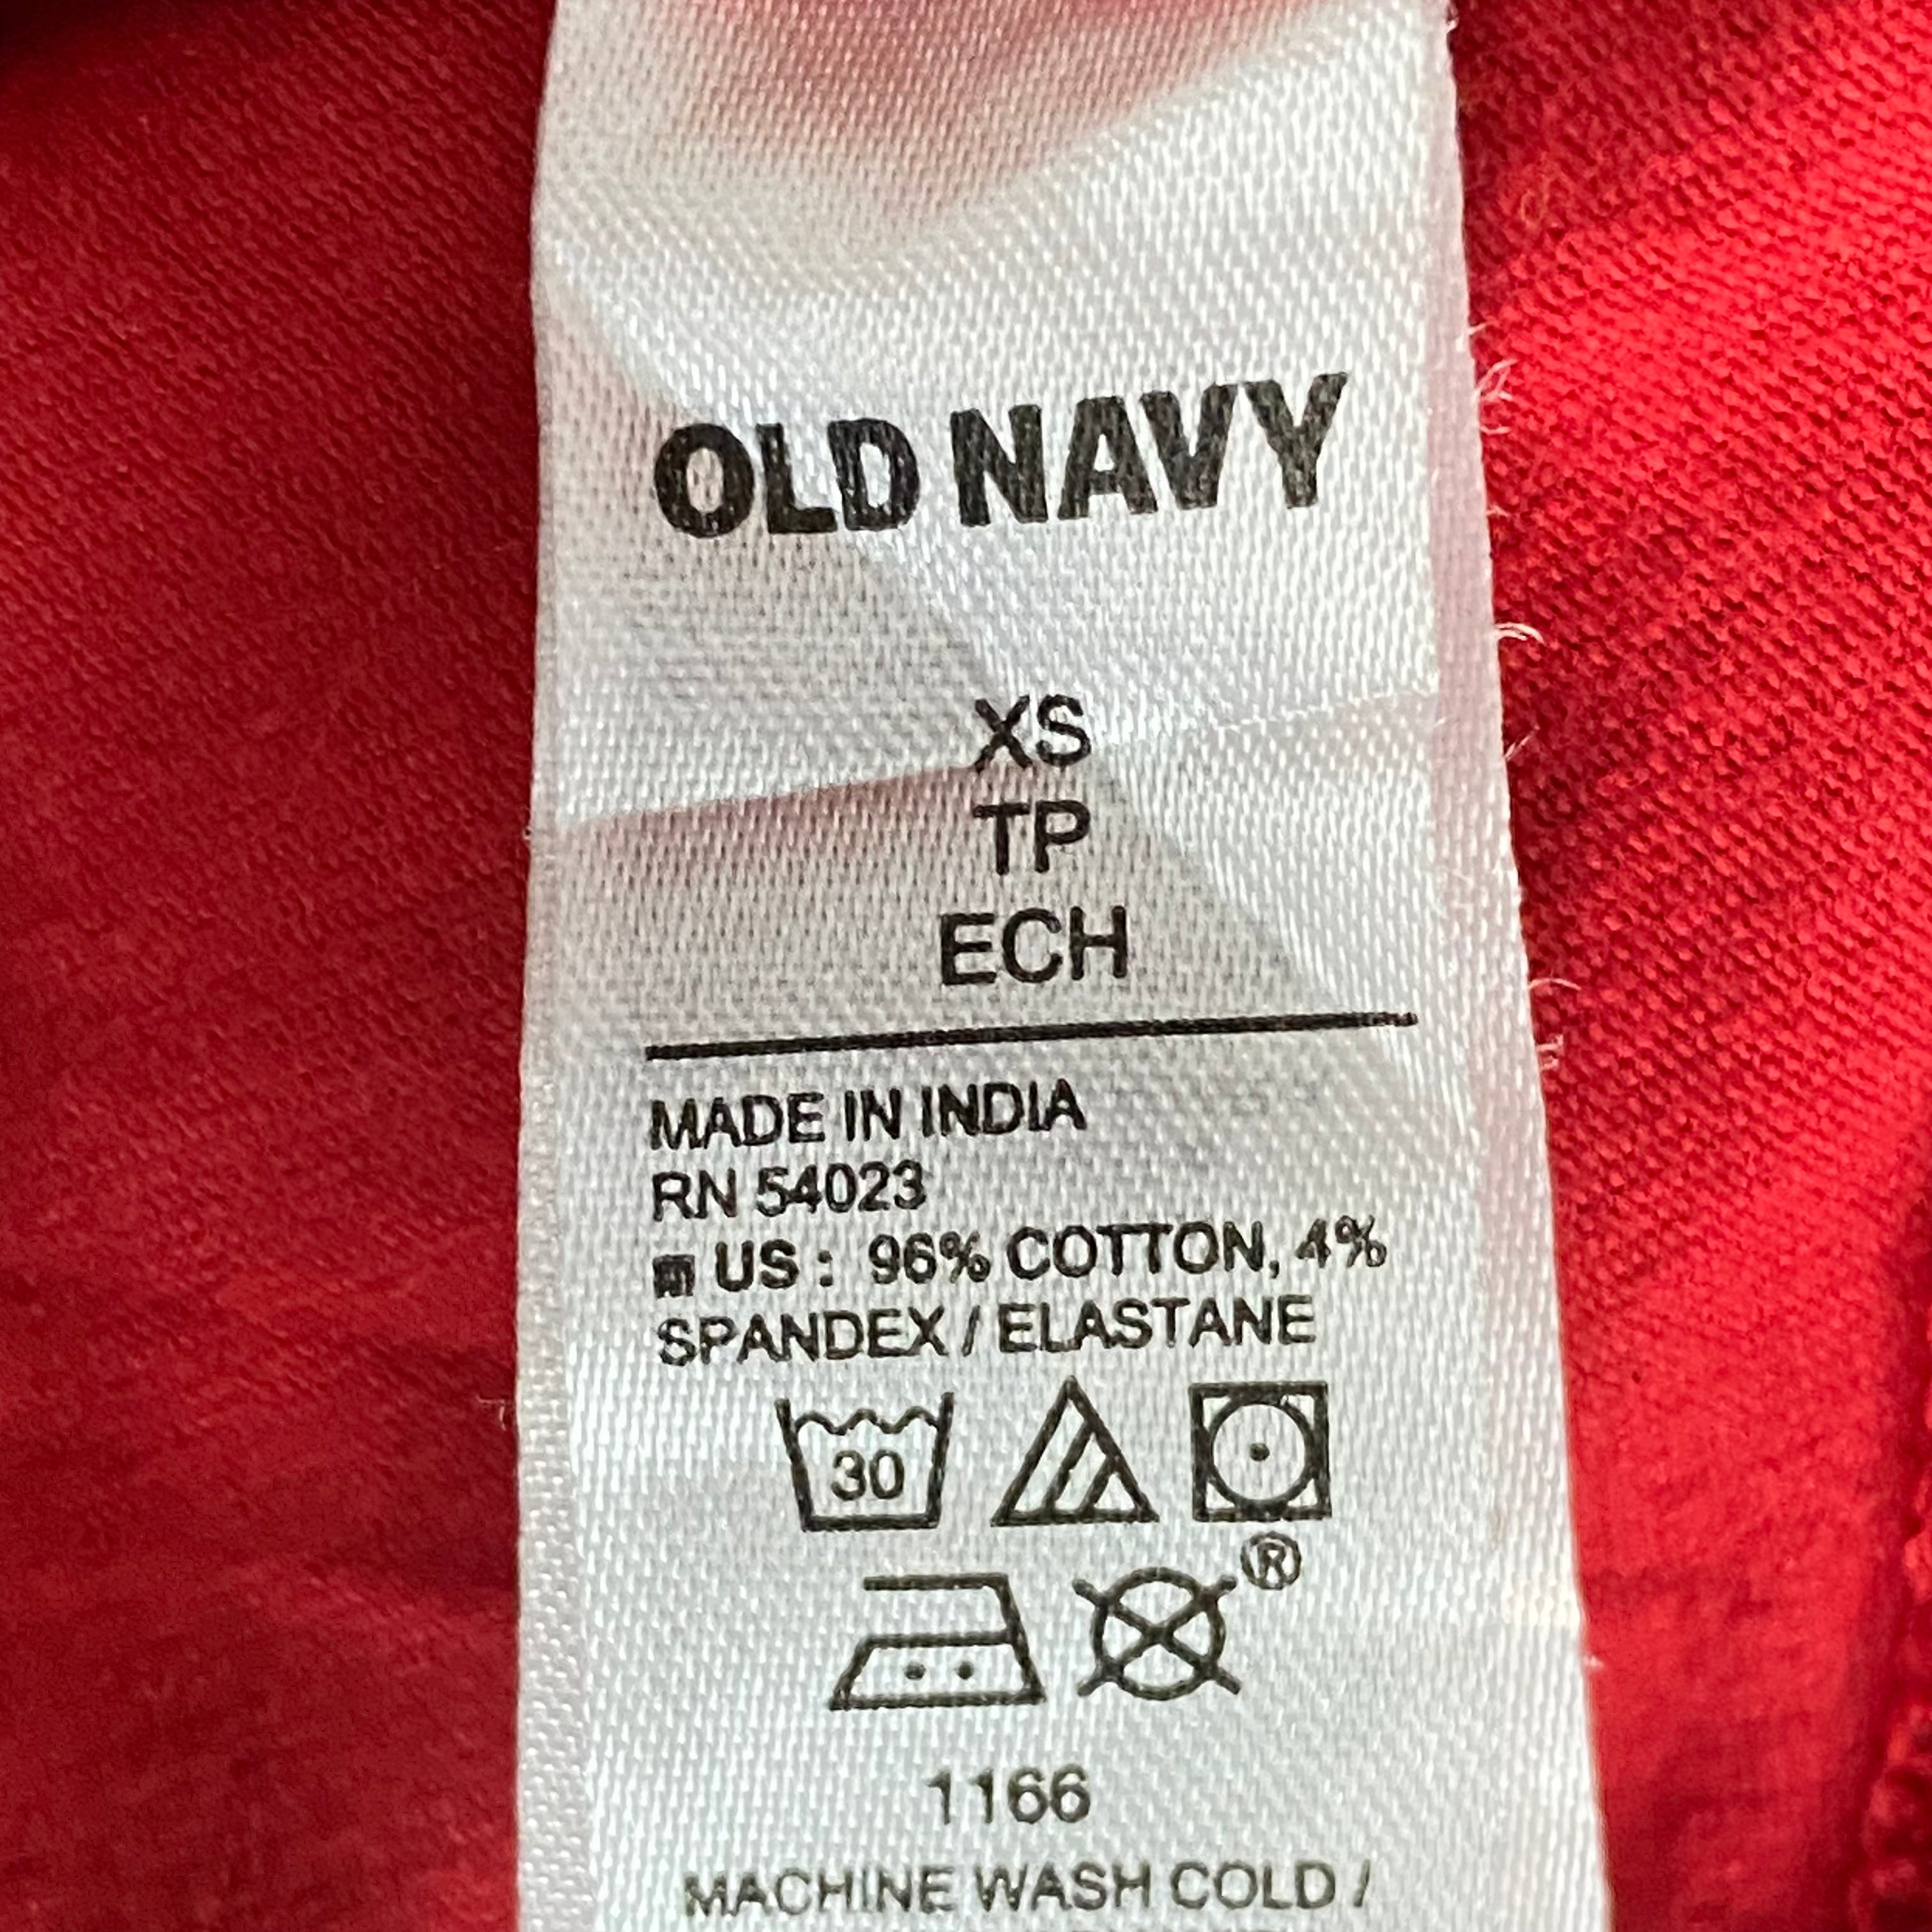 OLD NAVY
XS
TP
ECH
MADE IN INDIA
RN 54023
US : 96% COTTON, 4%
SPANDEX / ELASTANE
30
®
1166
MACHINE WASH COLD /